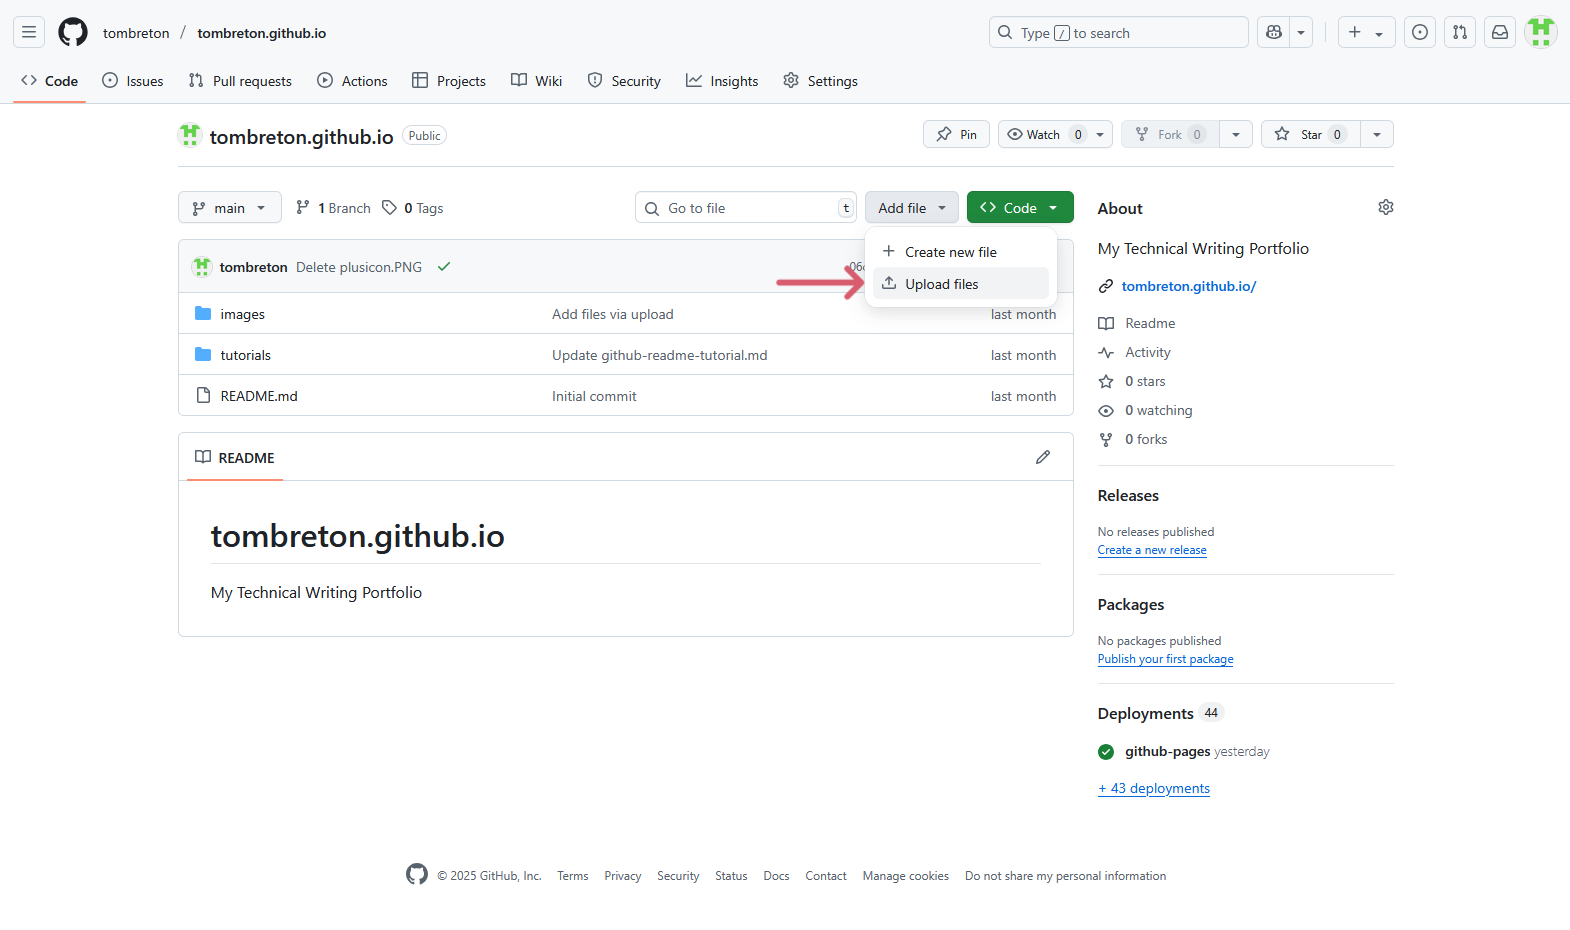 tombreton / tombreton.github.io
Type / to search
Code Issues Pull requests Actions Projects Wiki Security Insights Settings
tombreton.github.io Public
Pin Watch 0 Fork 0 Star 0
main 1 Branch 0 Tags Go to file t Add file Code
Create new file
Upload files
tombreton Delete plusicon.PNG
images Add files via upload last month
tutorials Update github-readme-tutorial.md last month
README.md Initial commit last month
README
tombreton.github.io
My Technical Writing Portfolio
About
My Technical Writing Portfolio
tombreton.github.io/
Readme
Activity
0 stars
0 watching
0 forks
Releases
No releases published
Create a new release
Packages
No packages published
Publish your first package
Deployments 44
github-pages yesterday
+ 43 deployments
© 2025 GitHub, Inc. Terms Privacy Security Status Docs Contact Manage cookies Do not share my personal information